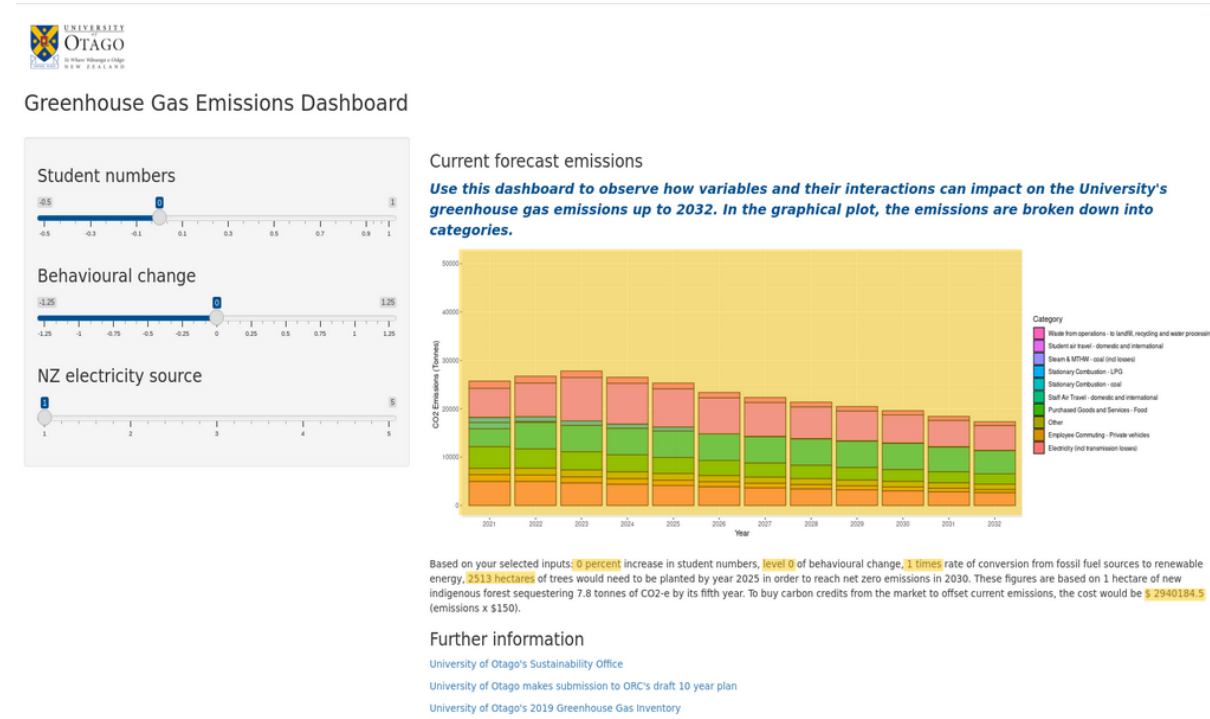 UNIVERSITY
of
OTAGO
Te Whare Wānanga o Otāgo
NEW ZEALAND
Greenhouse Gas Emissions Dashboard
Student numbers
-0.5 0 1
-0.5 -0.3 -0.1 0.1 0.3 0.5 0.7 0.9 1
Behavioural change
-1.25 0 1.25
-1.25 -1 -0.75 -0.5 -0.25 0 0.25 0.5 0.75 1 1.25
NZ electricity source
1 5
1 2 3 4 5
Current forecast emissions
Use this dashboard to observe how variables and their interactions can impact on the University's
greenhouse gas emissions up to 2032. In the graphical plot, the emissions are broken down into
categories.
CO2 Emissions (Tonnes)
50000
40000
30000
20000
10000
0
2021 2022 2023 2024 2025 2026 2027 2028 2029 2030 2031 2032
Year
Category
Waste from operations - to landfill, recycling and water processin
Student air travel - domestic and international
Steam & MTHW - coal (incl losses)
Stationary Combustion - LPG
Stationary Combustion - coal
Staff Air Travel - domestic and international
Purchased Goods and Services - Food
Other
Employee Commuting - Private vehicles
Electricity (incl transmission losses)
Based on your selected inputs: 0 percent increase in student numbers, level 0 of behavioural change, 1 times rate of conversion from fossil fuel sources to renewable
energy, 2513 hectares of trees would need to be planted by year 2025 in order to reach net zero emissions in 2030. These figures are based on 1 hectare of new
indigenous forest sequestering 7.8 tonnes of CO2-e by its fifth year. To buy carbon credits from the market to offset current emissions, the cost would be $ 2940184.5
(emissions x $150).
Further information
University of Otago's Sustainability Office
University of Otago makes submission to ORC's draft 10 year plan
University of Otago's 2019 Greenhouse Gas Inventory